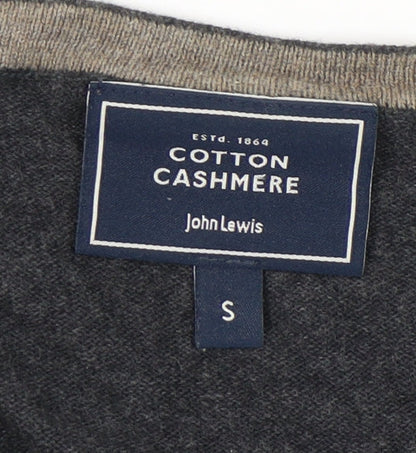 ESTd. 1864
COTTON
CASHMERE
John Lewis
S